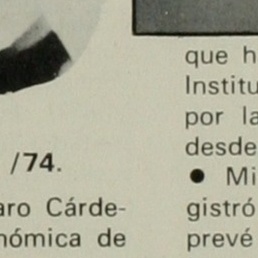 /74.
aro Cárde-
nómica de
que h
Institu
por la
desde
• Mi
gistró
prevé